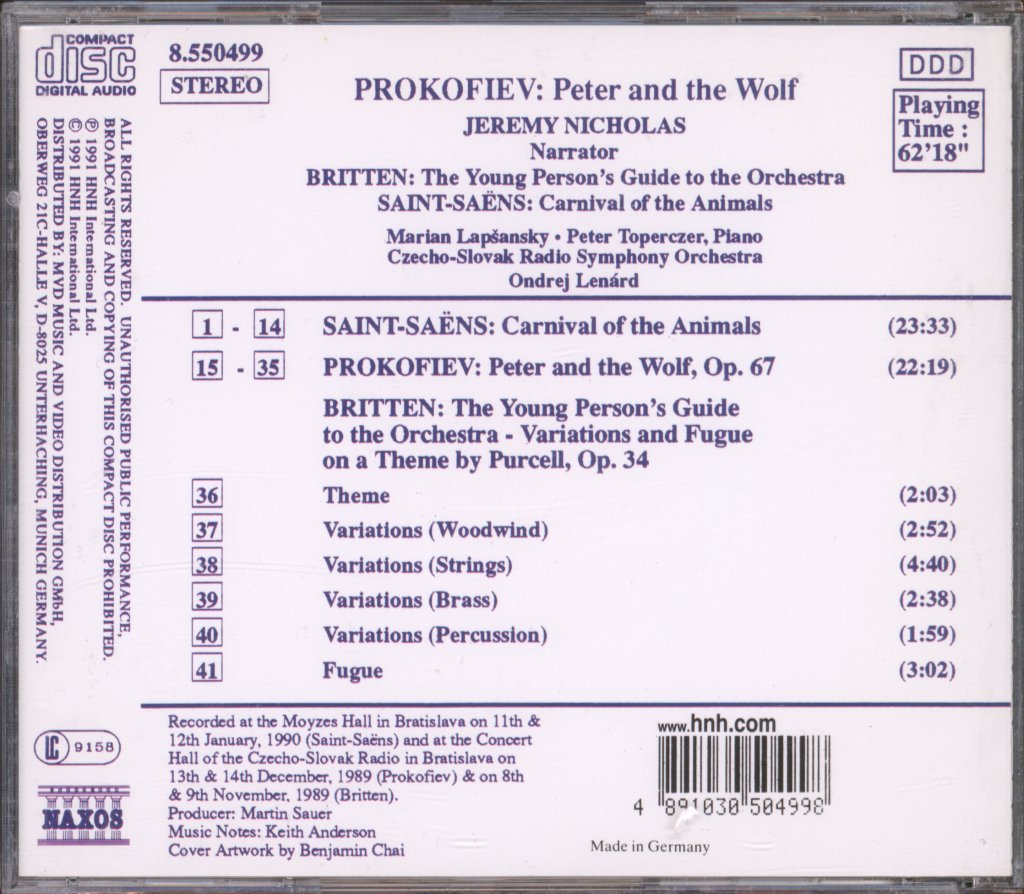 COMPACT
disc
DIGITAL AUDIO
8.550499
STEREO
PROKOFIEV: Peter and the Wolf
JEREMY NICHOLAS
Narrator
BRITTEN: The Young Person's Guide to the Orchestra
SAINT-SAËNS: Carnival of the Animals
Marian Lapšansky • Peter Toperczer, Piano
Czecho-Slovak Radio Symphony Orchestra
Ondrej Lenárd
DDD
Playing
Time :
62'18"
ALL RIGHTS RESERVED. UNAUTHORISED PUBLIC PERFORMANCE,
BROADCASTING AND COPYING OF THIS COMPACT DISC PROHIBITED.
℗ 1991 HNH International Ltd.
© 1991 HNH International Ltd.
DISTRIBUTED BY: MVD MUSIC AND VIDEO DISTRIBUTION GMbH,
OBERWEG 21C-HALLE V, D-8025 UNTERHACHING, MUNICH GERMANY.
1 - 14 SAINT-SAËNS: Carnival of the Animals (23:33)
15 - 35 PROKOFIEV: Peter and the Wolf, Op. 67 (22:19)
BRITTEN: The Young Person's Guide
to the Orchestra - Variations and Fugue
on a Theme by Purcell, Op. 34
36 Theme (2:03)
37 Variations (Woodwind) (2:52)
38 Variations (Strings) (4:40)
39 Variations (Brass) (2:38)
40 Variations (Percussion) (1:59)
41 Fugue (3:02)
LC 9158
NAXOS
Recorded at the Moyzes Hall in Bratislava on 11th &
12th January, 1990 (Saint-Saëns) and at the Concert
Hall of the Czecho-Slovak Radio in Bratislava on
13th & 14th December, 1989 (Prokofiev) & on 8th
& 9th November, 1989 (Britten).
Producer: Martin Sauer
Music Notes: Keith Anderson
Cover Artwork by Benjamin Chai
www.hnh.com
4 891030 504998
Made in Germany